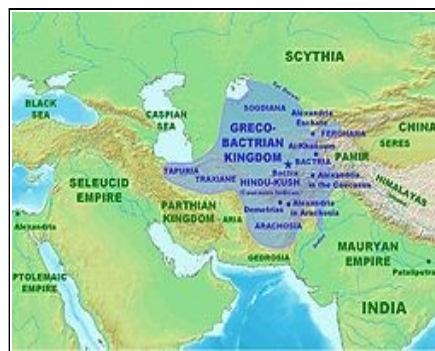 SCYTHIA
BLACK
SEA
CASPIAN
SEA
SOGDIANA
Alexandria
Eschate
FERGHANA
CHINA
SERES
GRECO-
BACTRIAN
KINGDOM
Ai-Khanoum
BACTRIA
Bactra
PAMIR
TAPURIA
TRAXIANE
HINDU-KUSH
Alexandria
in the Caucasus
HIMALAYAS
SELEUCID
EMPIRE
PARTHIAN
KINGDOM
ARIA
Demetrias
Alexandria
in Arachosia
ARACHOSIA
Alexandria
GEDROSIA
MAURYAN
EMPIRE
Indus
PTOLEMAIC
EMPIRE
INDIA